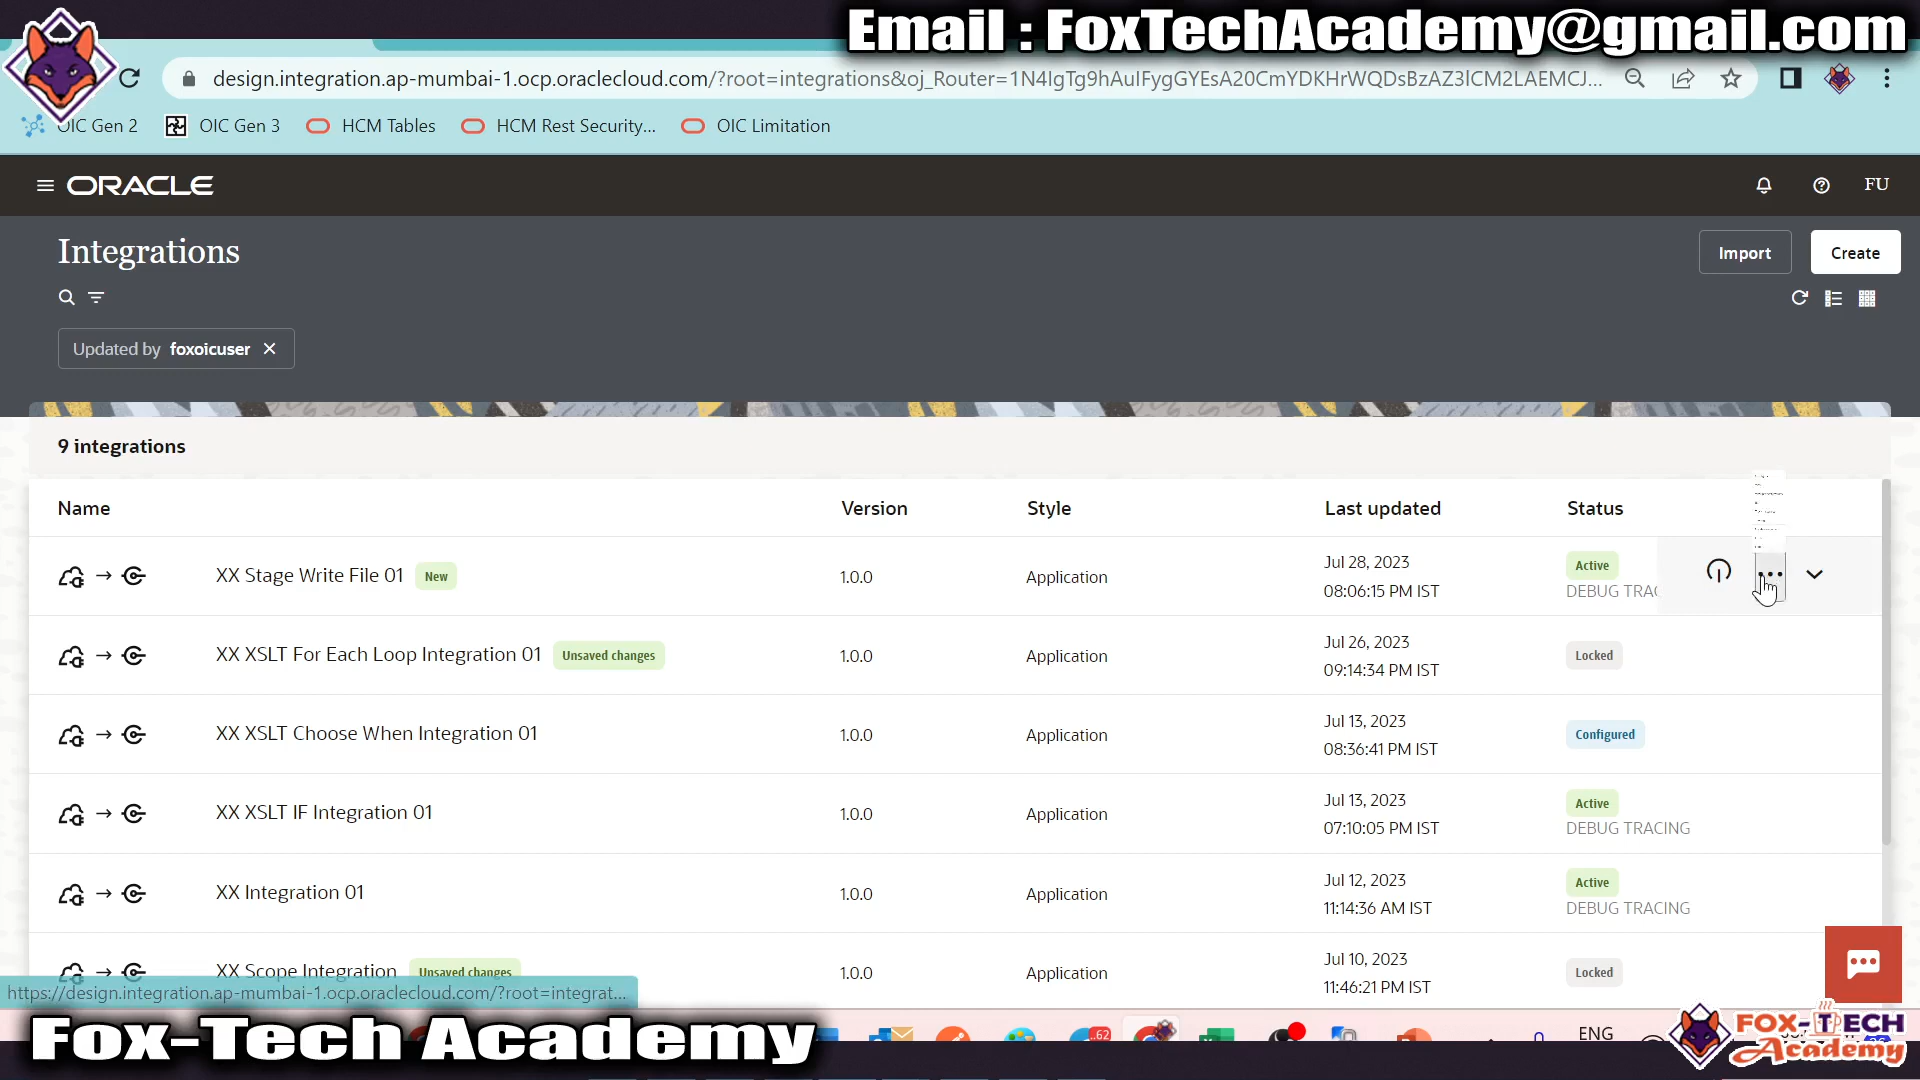 Email : FoxTechAcademy@gmail.com
design.integration.ap-mumbai-1.ocp.oraclecloud.com/?root=integrations&oj_Router=1N4IgTg9hAuIFygGYEsA20CmYDKHrWQDsBzAZ3lCM2LAEMCJ...
OIC Gen 2 OIC Gen 3 HCM Tables HCM Rest Security... OIC Limitation
ORACLE FU
Integrations Import Create
Updated by foxoicuser
9 integrations
Name Version Style Last updated Status
XX Stage Write File 01 New 1.0.0 Application Jul 28, 2023 Active
08:06:15 PM IST DEBUG TRAC
XX XSLT For Each Loop Integration 01 Unsaved changes 1.0.0 Application Jul 26, 2023 Locked
09:14:34 PM IST
XX XSLT Choose When Integration 01 1.0.0 Application Jul 13, 2023 Configured
08:36:41 PM IST
XX XSLT IF Integration 01 1.0.0 Application Jul 13, 2023 Active
07:10:05 PM IST DEBUG TRACING
XX Integration 01 1.0.0 Application Jul 12, 2023 Active
11:14:36 AM IST DEBUG TRACING
XX Scope Integration Unsaved changes 1.0.0 Application Jul 10, 2023 Locked
11:46:21 PM IST
https://design.integration.ap-mumbai-1.ocp.oraclecloud.com/?root=integrat...
Fox-Tech Academy
62
ENG
FOX-TECH
Academy